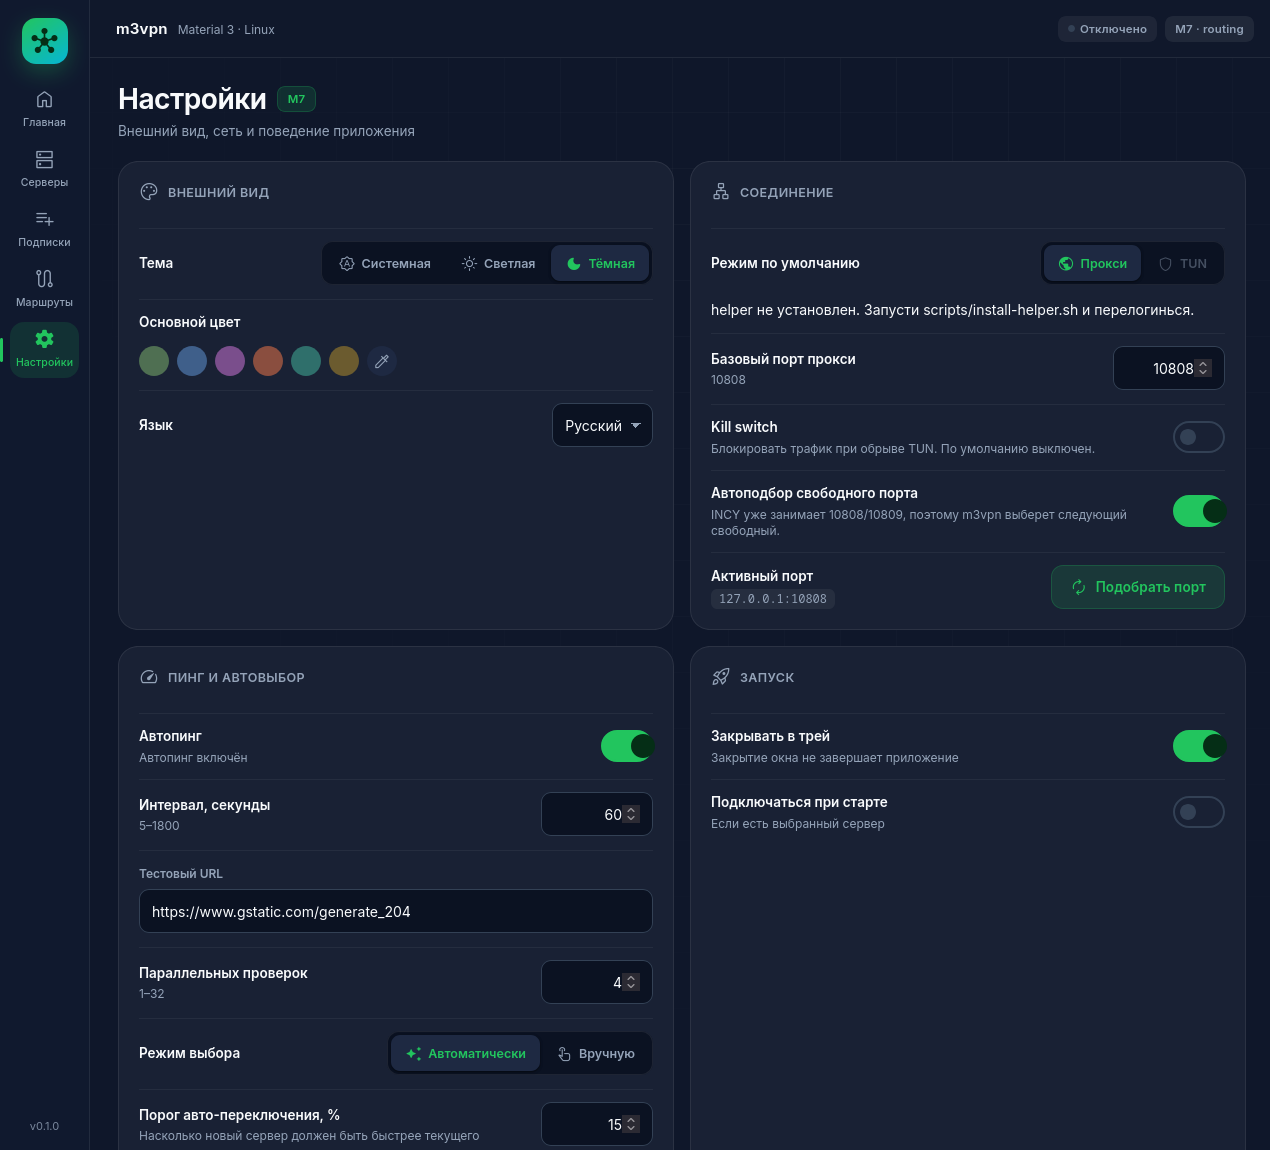 m3vpn Material 3 · Linux
Отключено
M7 · routing
Главная
Серверы
Подписки
Маршруты
Настройки
v0.1.0
Настройки M7
Внешний вид, сеть и поведение приложения
ВНЕШНИЙ ВИД
Тема
Системная
Светлая
Тёмная
Основной цвет
Язык
Русский
СОЕДИНЕНИЕ
Режим по умолчанию
Прокси
TUN
helper не установлен. Запусти scripts/install-helper.sh и перелогинься.
Базовый порт прокси
10808
10808
Kill switch
Блокировать трафик при обрыве TUN. По умолчанию выключен.
Автоподбор свободного порта
INCY уже занимает 10808/10809, поэтому m3vpn выберет следующий
свободный.
Активный порт
127.0.0.1:10808
Подобрать порт
ПИНГ И АВТОВЫБОР
Автопинг
Автопинг включён
Интервал, секунды
5–1800
60
Тестовый URL
https://www.gstatic.com/generate_204
Параллельных проверок
1–32
4
Режим выбора
Автоматически
Вручную
Порог авто-переключения, %
Насколько новый сервер должен быть быстрее текущего
15
ЗАПУСК
Закрывать в трей
Закрытие окна не завершает приложение
Подключаться при старте
Если есть выбранный сервер